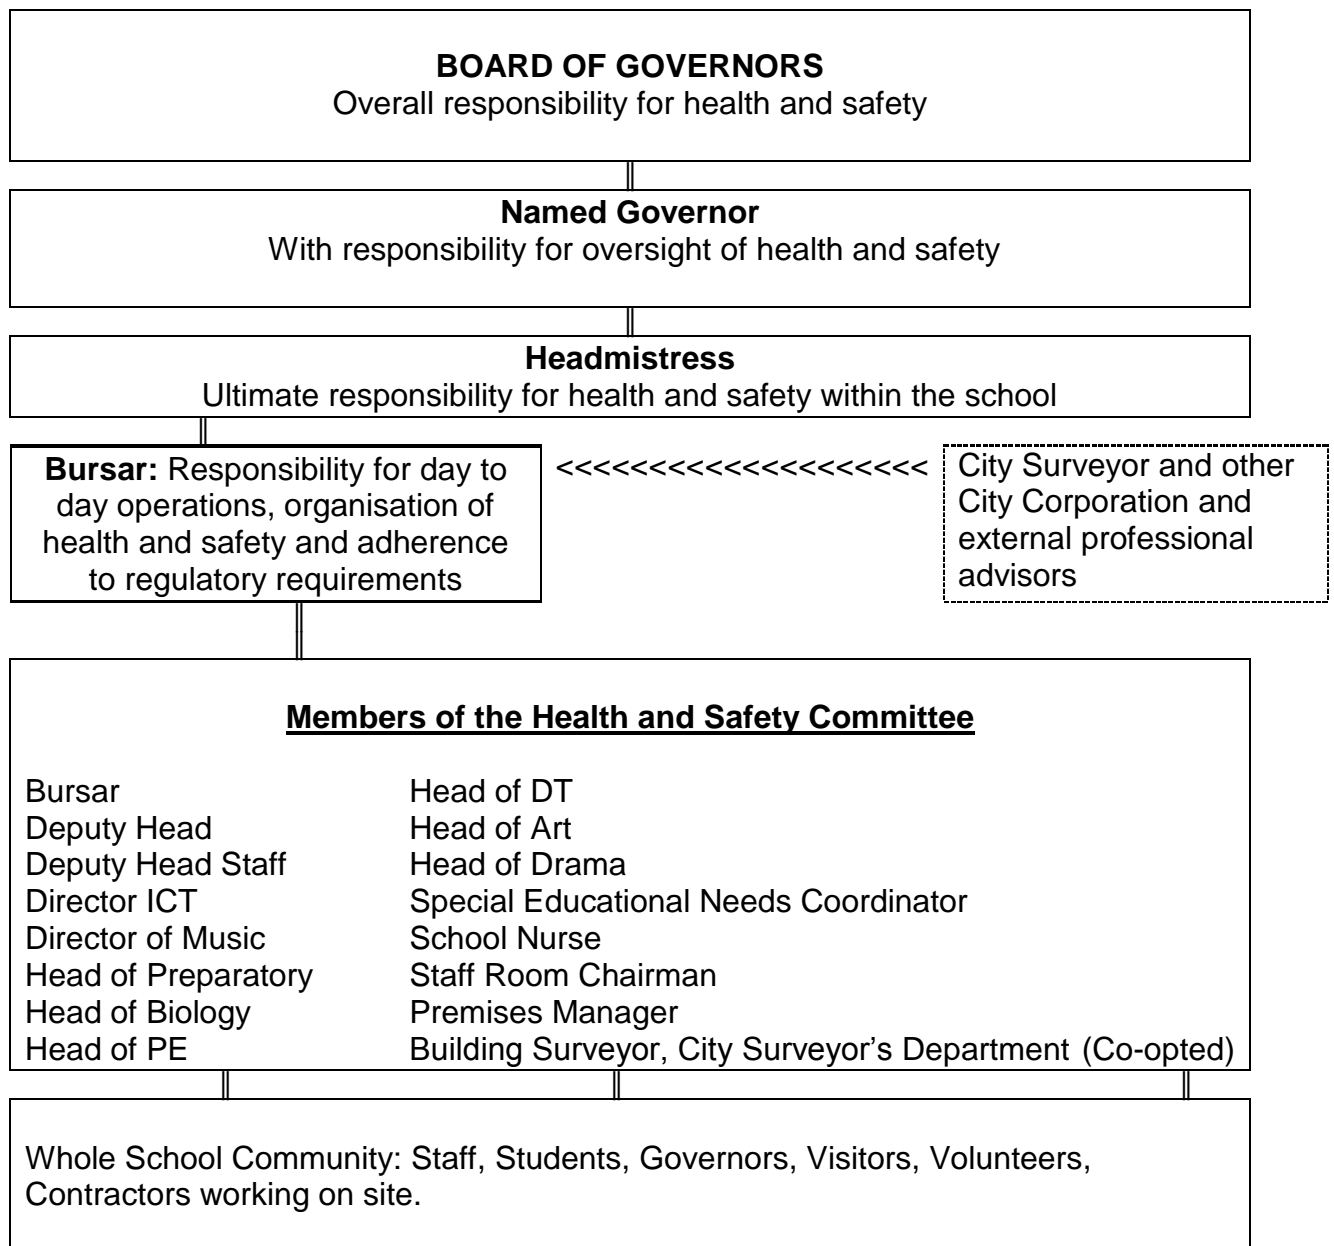 BOARD OF GOVERNORS
Overall responsibility for health and safety
Named Governor
With responsibility for oversight of health and safety
Headmistress
Ultimate responsibility for health and safety within the school
Bursar: Responsibility for day to
day operations, organisation of
health and safety and adherence
to regulatory requirements
<<<<<<<<<<<<<<<<<<<<
City Surveyor and other
City Corporation and
external professional
advisors
Members of the Health and Safety Committee
Bursar
Deputy Head
Deputy Head Staff
Director ICT
Director of Music
Head of Preparatory
Head of Biology
Head of PE
Head of DT
Head of Art
Head of Drama
Special Educational Needs Coordinator
School Nurse
Staff Room Chairman
Premises Manager
Building Surveyor, City Surveyor’s Department (Co-opted)
Whole School Community: Staff, Students, Governors, Visitors, Volunteers,
Contractors working on site.